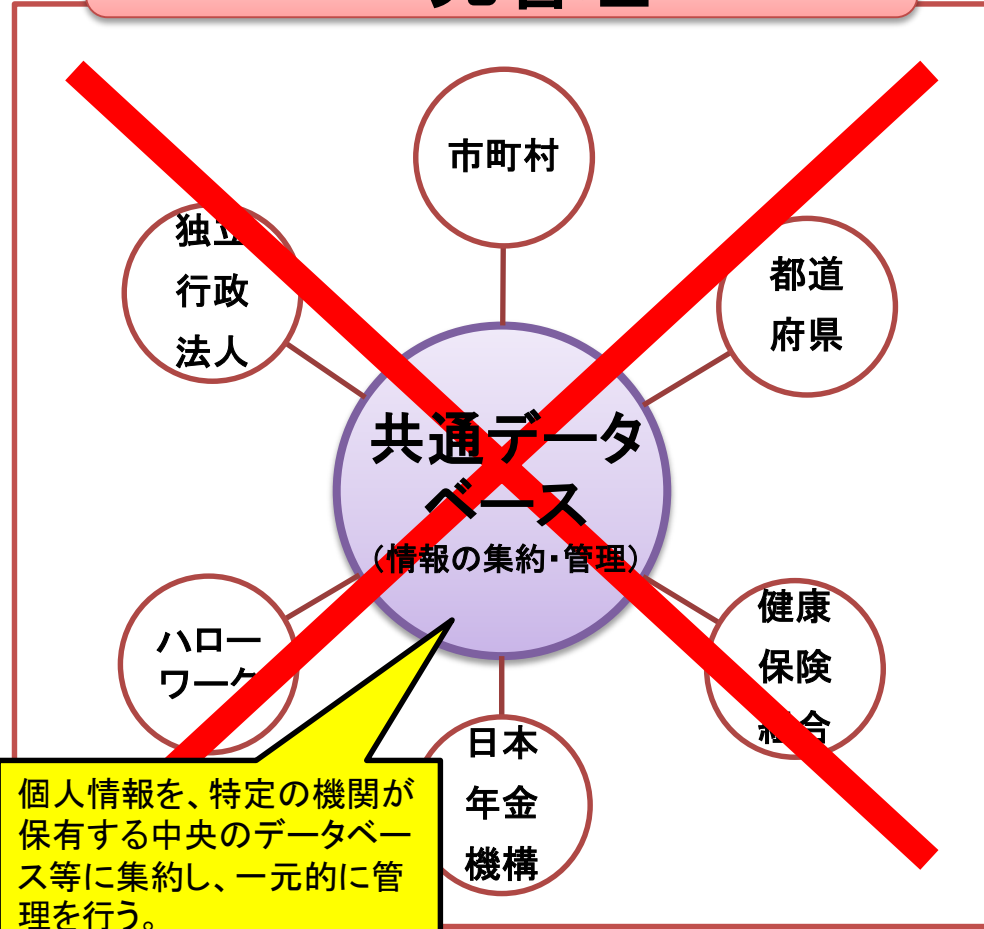 元管理
市町村
独立
行政
法人
都道
府県
共通データ
ベース
（情報の集約・管理）
ハロー
ワーク
健康
保険
組合
日本
年金
機構
個人情報を、特定の機関が
保有する中央のデータベー
ス等に集約し、一元的に管
理を行う。